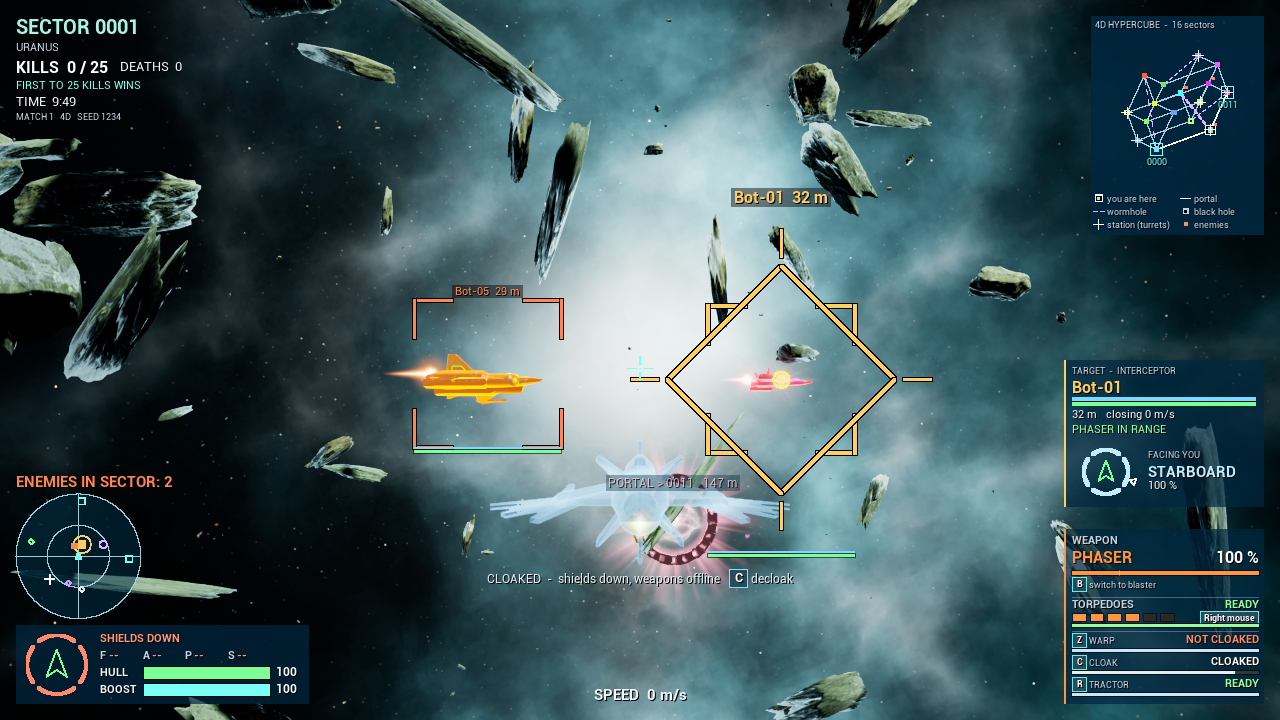 SECTOR 0001
URANUS
KILLS 0 / 25 DEATHS 0
FIRST TO 25 KILLS WINS
TIME 9:49
MATCH 1 4D SEED 1234
4D HYPERCUBE - 16 sectors
0011
0000
you are here
portal
wormhole
black hole
station (turrets)
enemies
Bot-01 32 m
Bot-05 29 m
PORTAL > 0011 147 m
CLOAKED - shields down, weapons offline C decloak
TARGET - INTERCEPTOR
Bot-01
32 m closing 0 m/s
PHASER IN RANGE
FACING YOU
STARBOARD
100 %
ENEMIES IN SECTOR: 2
SHIELDS DOWN
F -- A -- P -- S --
HULL 100
BOOST 100
SPEED 0 m/s
WEAPON
PHASER 100 %
B switch to blaster
TORPEDOES READY
Right mouse
Z WARP NOT CLOAKED
C CLOAK CLOAKED
R TRACTOR READY